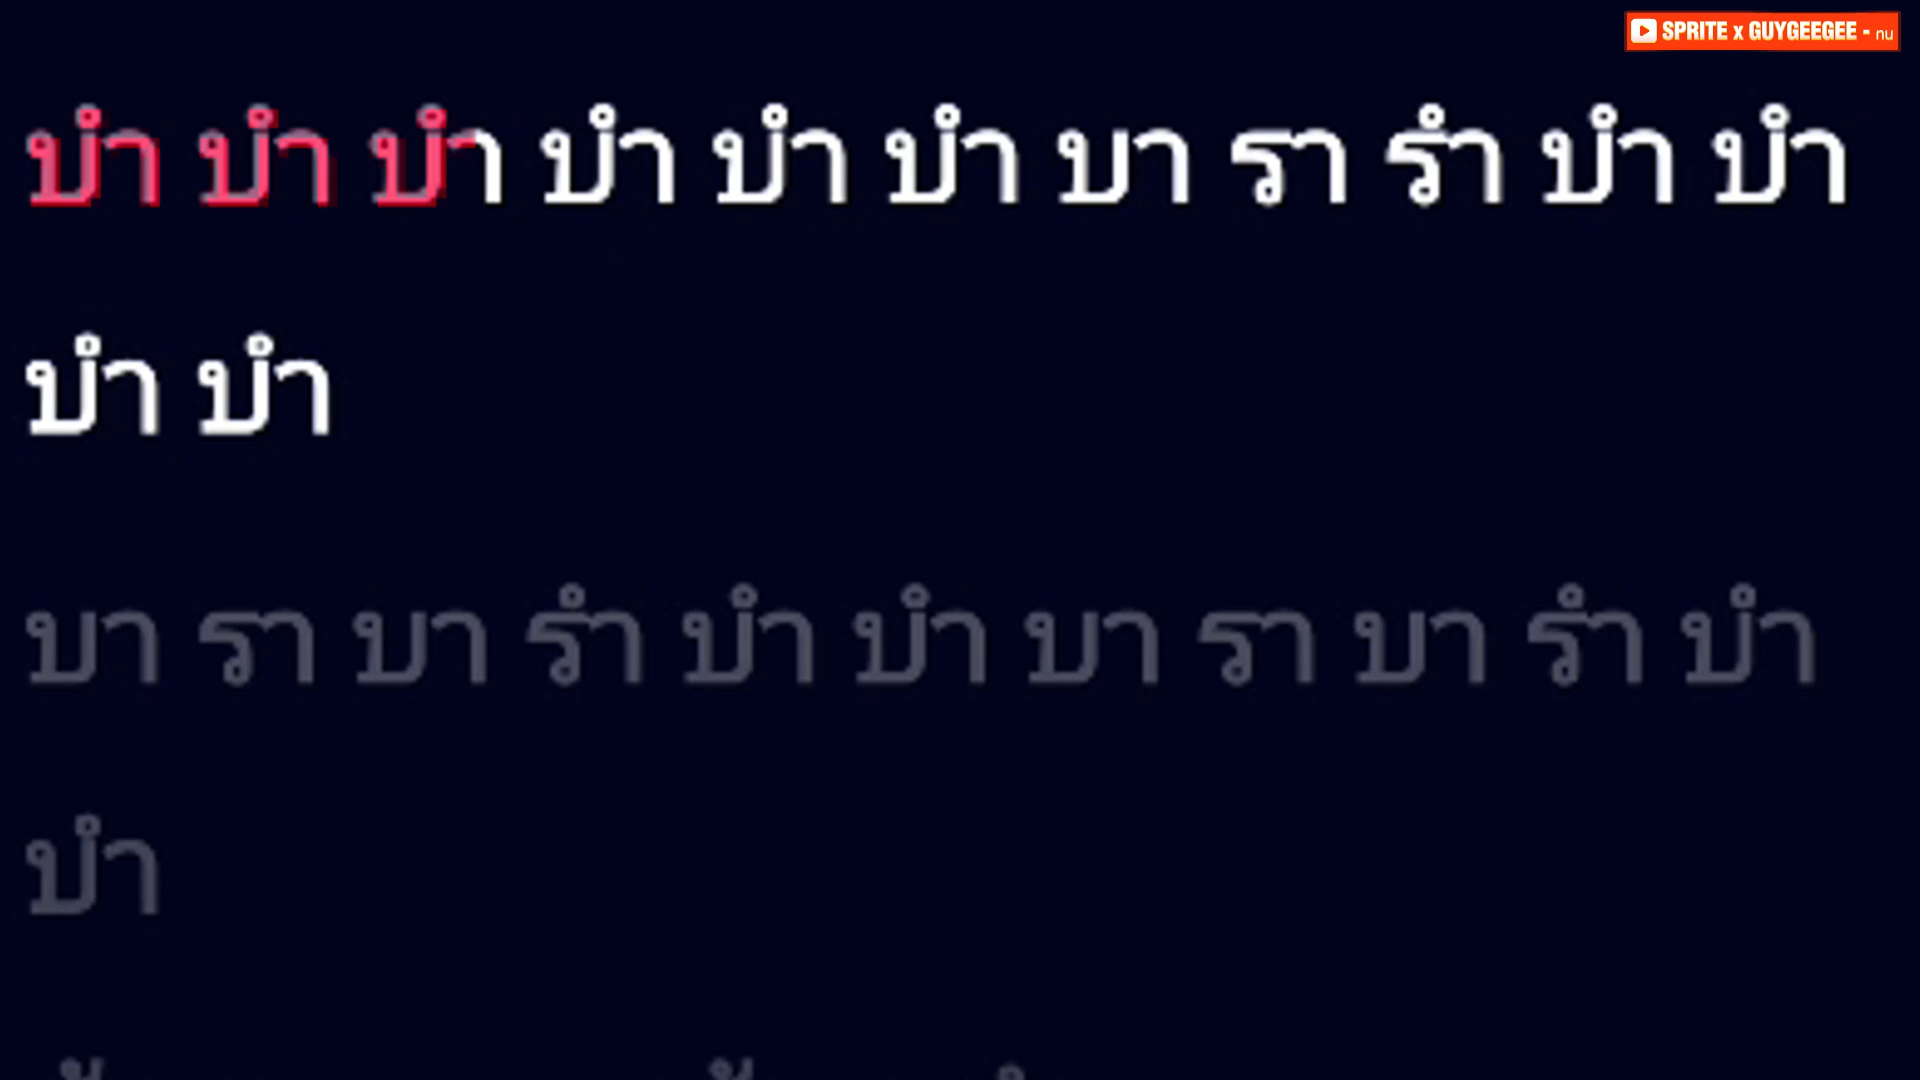 SPRITE x GUYGEEGEE - นu
บำ บำ บำ บำ บำ บำ บา รา รำ บำ บำ
บำ บำ
บา รา บา รำ บำ บำ บา รา บา รำ บำ
บำ